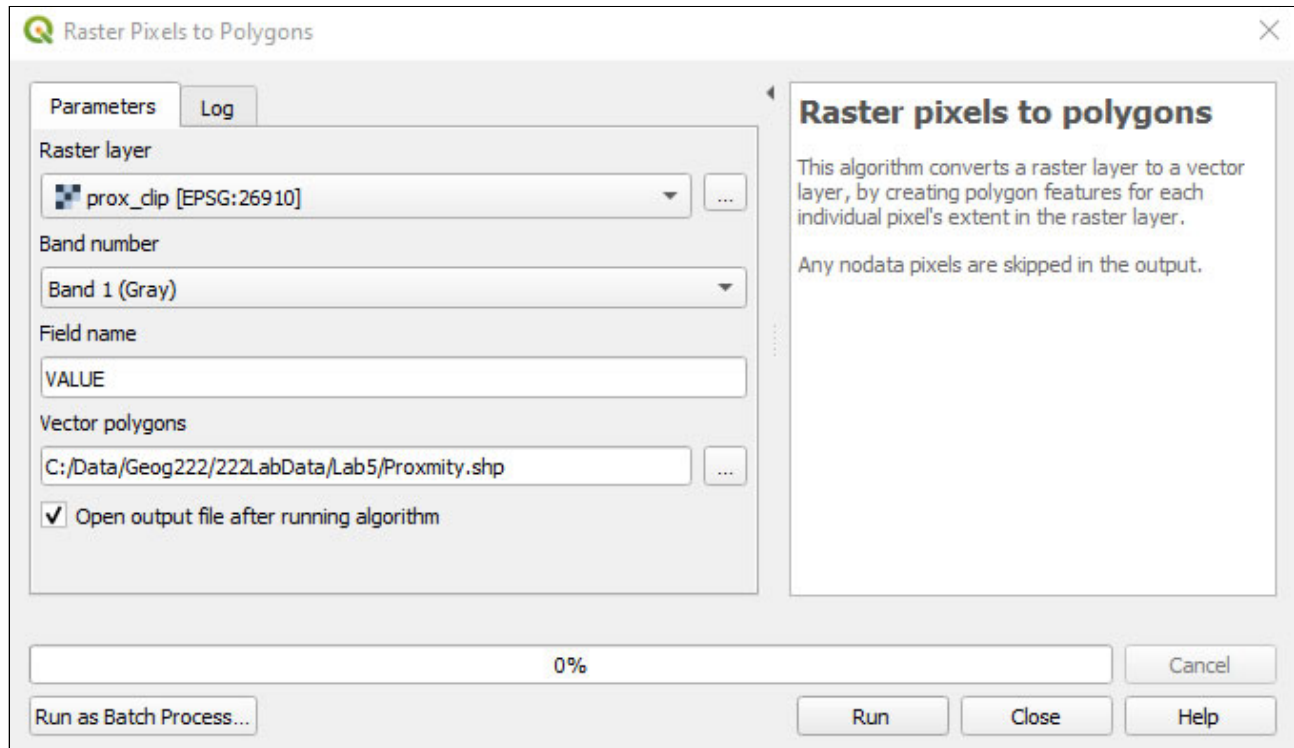 Raster Pixels to Polygons
Parameters
Log
Raster layer
prox_clip [EPSG:26910]
...
Band number
Band 1 (Gray)
Field name
VALUE
Vector polygons
C:/Data/Geog222/222LabData/Lab5/Proxmity.shp
...
Open output file after running algorithm
Raster pixels to polygons
This algorithm converts a raster layer to a vector
layer, by creating polygon features for each
individual pixel's extent in the raster layer.
Any nodata pixels are skipped in the output.
0%
Cancel
Run as Batch Process...
Run
Close
Help